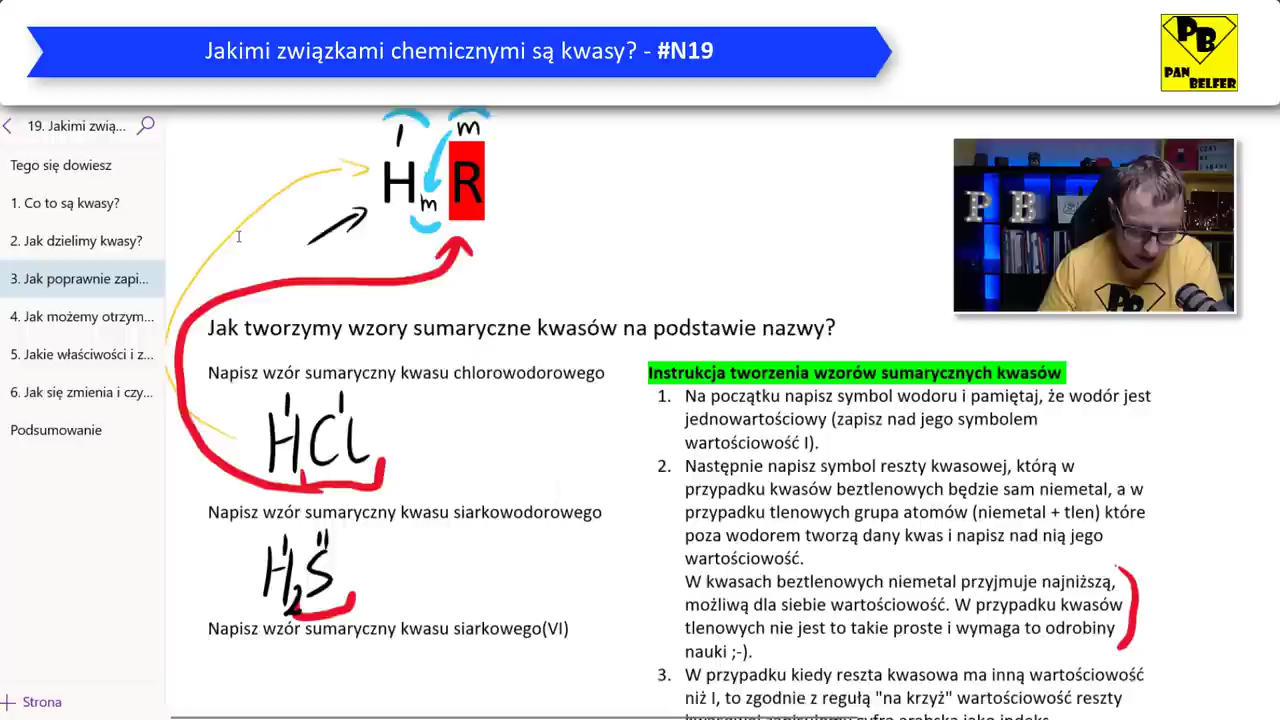 Jakimi związkami chemicznymi są kwasy? - #N19
PB
PAN
BELFER
19. Jakimi zwią...
Tego się dowiesz
1. Co to są kwasy?
2. Jak dzielimy kwasy?
3. Jak poprawnie zapi...
4. Jak możemy otrzym...
5. Jakie właściwości i z...
6. Jak się zmienia i czy...
Podsumowanie
Strona
I m
H m R
P B
PB
Jak tworzymy wzory sumaryczne kwasów na podstawie nazwy?
Napisz wzór sumaryczny kwasu chlorowodorowego
I I
HCl
Napisz wzór sumaryczny kwasu siarkowodorowego
I II
H2S
Napisz wzór sumaryczny kwasu siarkowego(VI)
Instrukcja tworzenia wzorów sumarycznych kwasów
1. Na początku napisz symbol wodoru i pamiętaj, że wodór jest
jednowartościowy (zapisz nad jego symbolem
wartościowość I).
2. Następnie napisz symbol reszty kwasowej, którą w
przypadku kwasów beztlenowych będzie sam niemetal, a w
przypadku tlenowych grupa atomów (niemetal + tlen) które
poza wodorem tworzą dany kwas i napisz nad nią jego
wartościowość.
W kwasach beztlenowych niemetal przyjmuje najniższą,
możliwą dla siebie wartościowość. W przypadku kwasów
tlenowych nie jest to takie proste i wymaga to odrobiny
nauki ;-).
3. W przypadku kiedy reszta kwasowa ma inną wartościowość
niż I, to zgodnie z regułą "na krzyż" wartościowość reszty